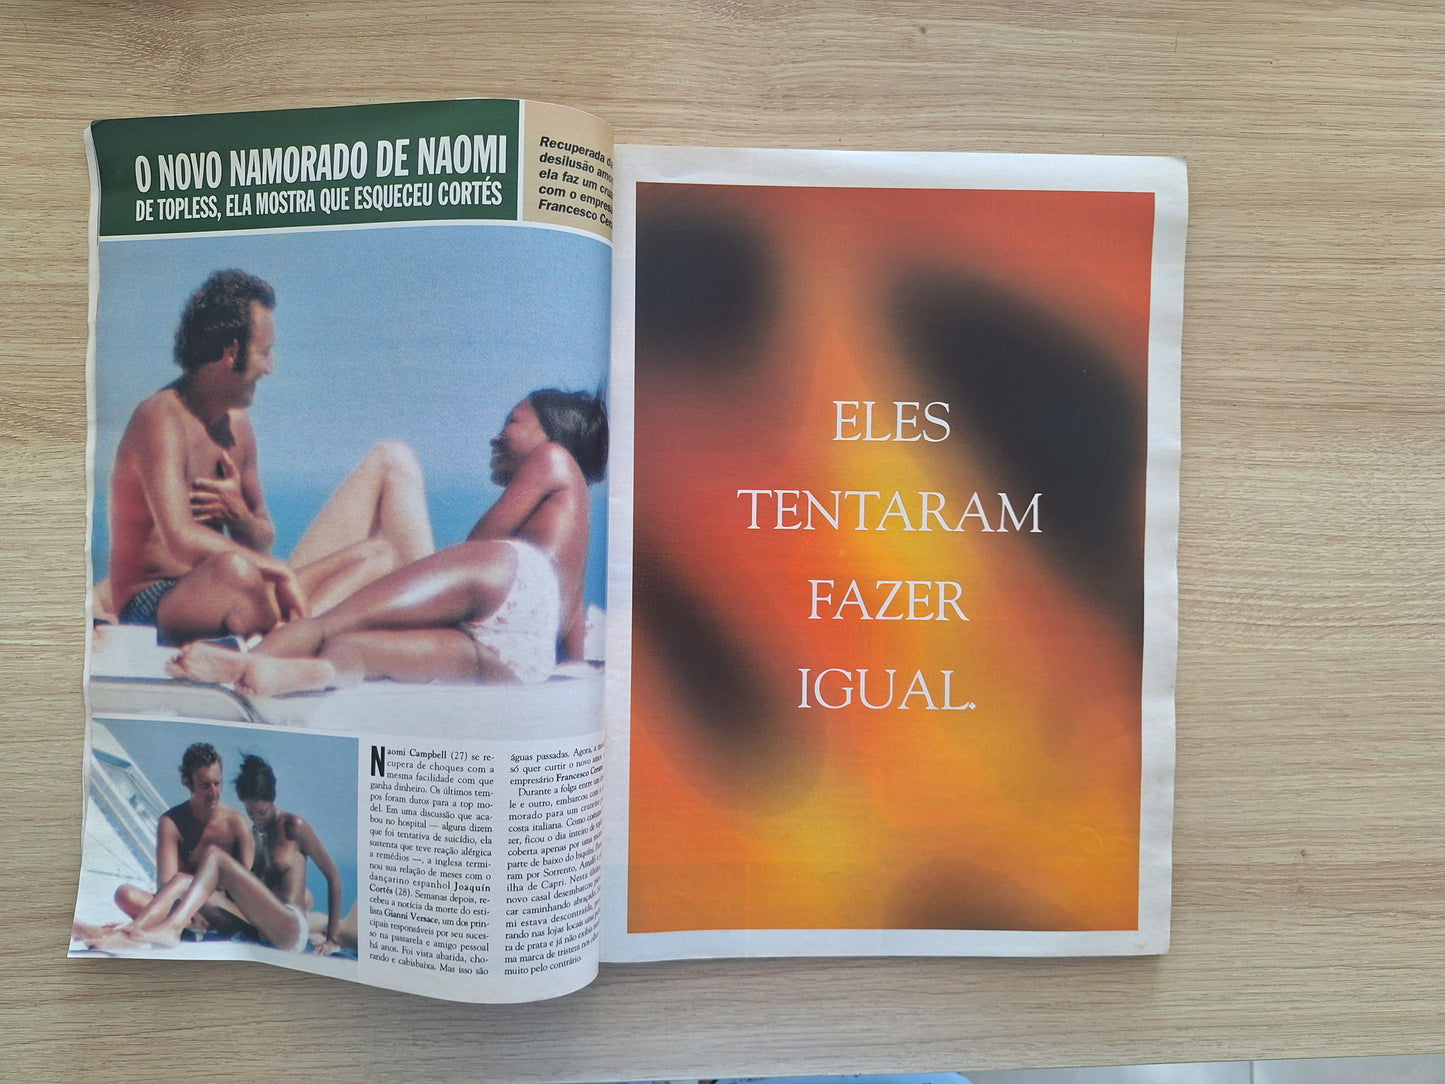 O NOVO NAMORADO DE NAOMI
DE TOPLESS, ELA MOSTRA QUE ESQUECEU CORTÉS
Recuperada
desilusão
ela faz um
com o
Francesco
Naomi Campbell (27) se re-
cupera de choques com a
mesma facilidade com que
ganha dinheiro. Os últimos tem-
pos foram duros para a top mo-
del. Em uma discussão que aca-
bou no hospital — alguns dizem
que foi tentativa de suicídio, ela
sustenta que teve reação alérgica
a remédios —, a inglesa termi-
nou sua relação de meses com o
dançarino espanhol Joaquín
Cortés (28). Semanas depois, re-
cebeu a notícia da morte do esti-
lista Gianni Versace, um dos prin-
cipais responsáveis por seu suces-
so na passarela e amigo pessoal
há anos. Foi vista abatida, cho-
rando e cabisbaixa. Mas isso são
águas passadas. Agora, a
só quer curtir o novo
empresário Francesco
Durante a folga entre um
le e outro, embarcou com o
morado para um cruzeiro
costa italiana. Como
zer, ficou o dia inteiro de
coberta apenas por uma
parte de baixo do biquíni.
ram por Sorrento, Amalfi e
ilha de Capri. Nesta
novo casal desembarcou
car caminhando abraçado.
mi estava descontraída,
rando nas lojas locais uma
ra de prata e já não exibia
ma marca de tristeza nos
muito pelo contrário.
ELES
TENTARAM
FAZER
IGUAL.